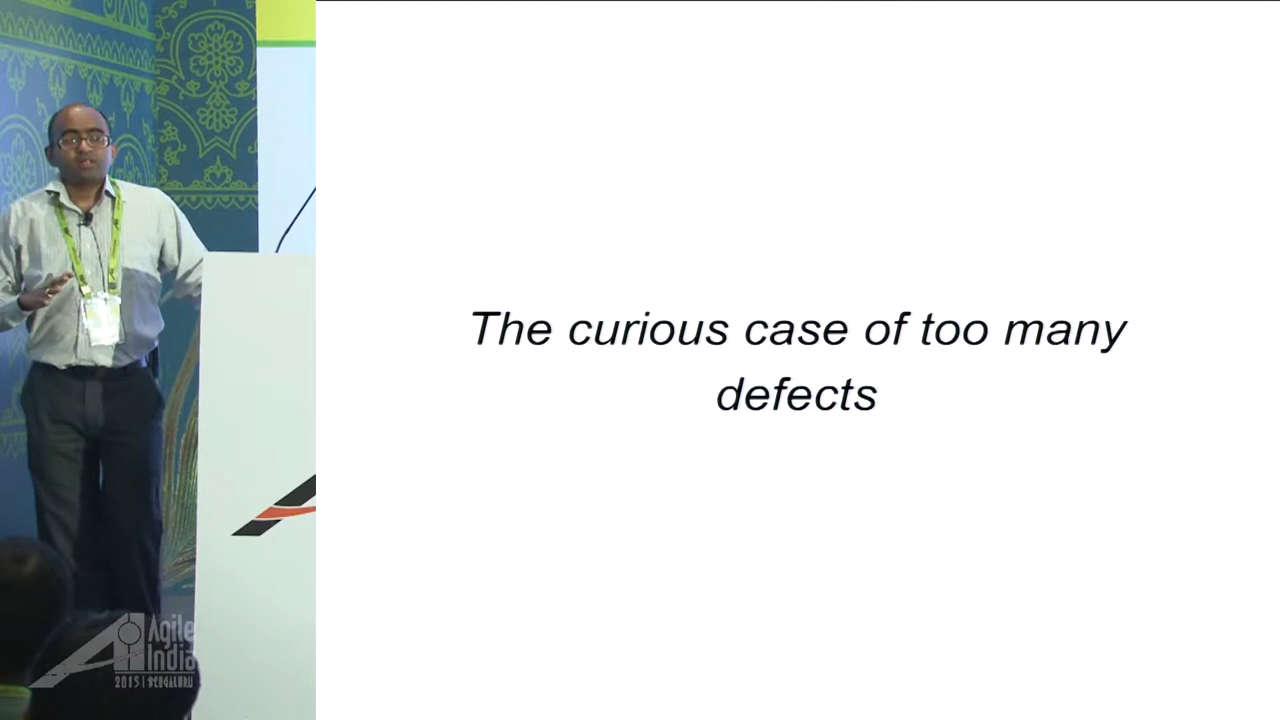 The curious case of too many
defects
Agile
India
2015 | BENGALURU